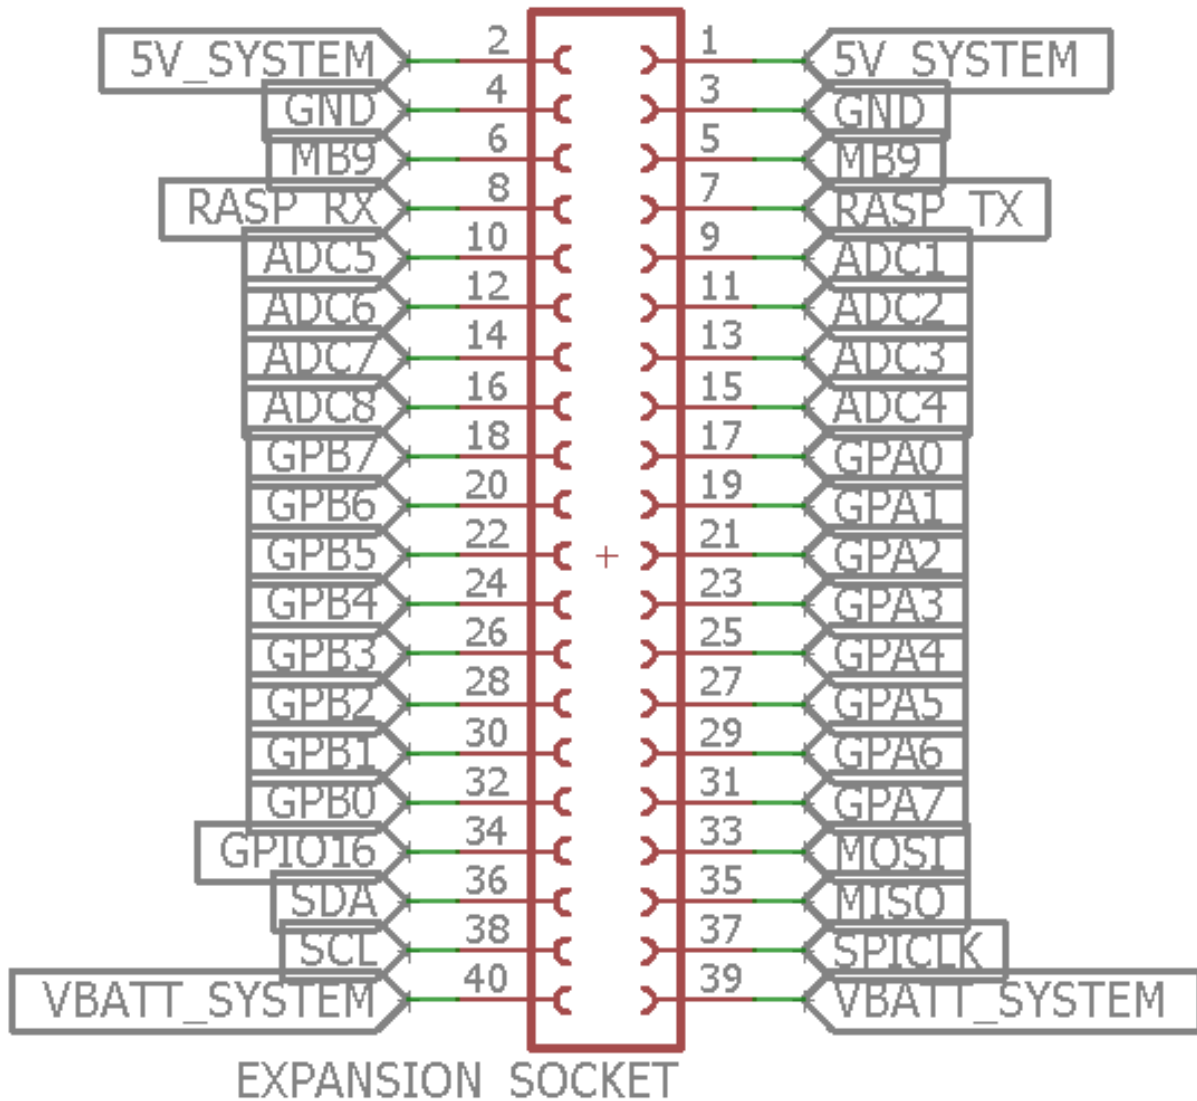 5V_SYSTEM 2 1 5V_SYSTEM
GND 4 3 GND
MB9 6 5 MB9
RASP_RX 8 7 RASP_TX
ADC5 10 9 ADC1
ADC6 12 11 ADC2
ADC7 14 13 ADC3
ADC8 16 15 ADC4
GPB7 18 17 GPA0
GPB6 20 19 GPA1
GPB5 22 21 GPA2
GPB4 24 23 GPA3
GPB3 26 25 GPA4
GPB2 28 27 GPA5
GPB1 30 29 GPA6
GPB0 32 31 GPA7
GPIO16 34 33 MOSI
SDA 36 35 MISO
SCL 38 37 SPICLK
VBATT_SYSTEM 40 39 VBATT_SYSTEM
EXPANSION SOCKET